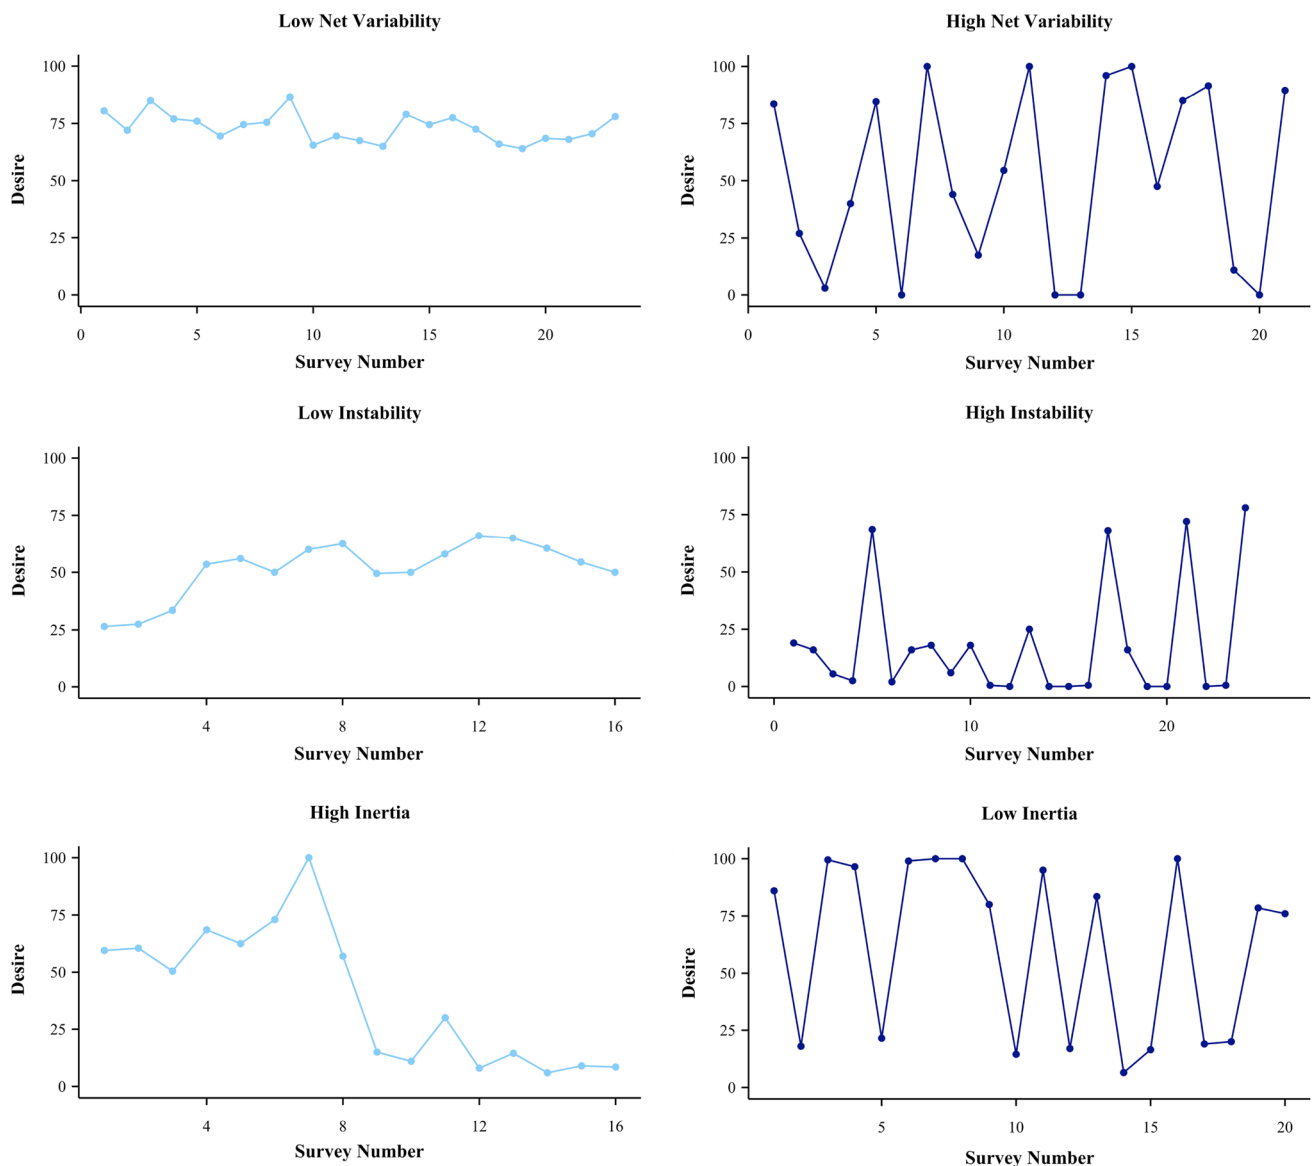 Low Net Variability
100
75
50
25
0
Desire
0 5 10 15 20
Survey Number
High Net Variability
100
75
50
25
0
Desire
0 5 10 15 20
Survey Number
Low Instability
100
75
50
25
0
Desire
4 8 12 16
Survey Number
High Instability
100
75
50
25
0
Desire
0 10 20
Survey Number
High Inertia
100
75
50
25
0
Desire
4 8 12 16
Survey Number
Low Inertia
100
75
50
25
0
Desire
5 10 15 20
Survey Number